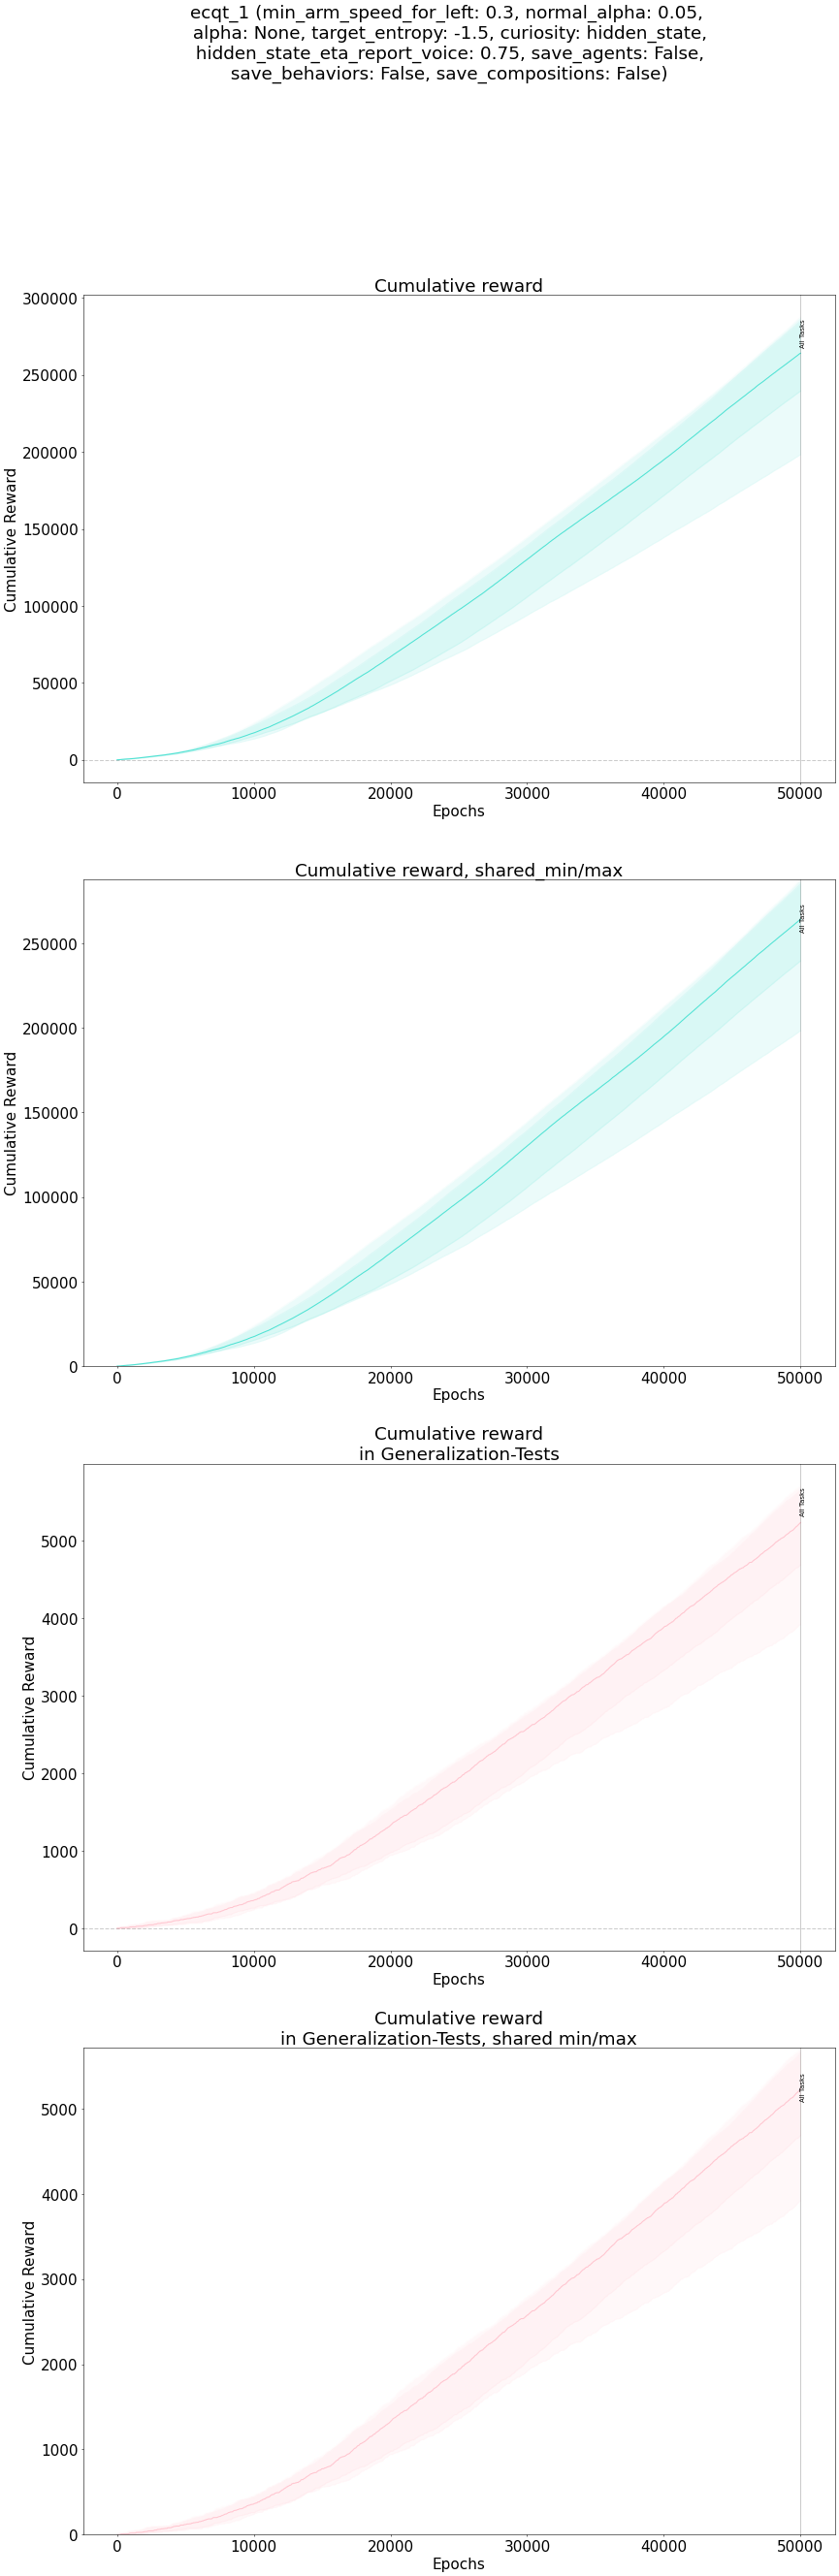 ecqt_1 (min_arm_speed_for_left: 0.3, normal_alpha: 0.05,
alpha: None, target_entropy: -1.5, curiosity: hidden_state,
hidden_state_eta_report_voice: 0.75, save_agents: False,
save_behaviors: False, save_compositions: False)
Cumulative reward
300000
250000
200000
150000
100000
50000
0
Cumulative Reward
All Tasks
0 10000 20000 30000 40000 50000
Epochs
Cumulative reward, shared_min/max
250000
200000
150000
100000
50000
0
Cumulative Reward
All Tasks
0 10000 20000 30000 40000 50000
Epochs
Cumulative reward
in Generalization-Tests
5000
4000
3000
2000
1000
0
Cumulative Reward
All Tasks
0 10000 20000 30000 40000 50000
Epochs
Cumulative reward
in Generalization-Tests, shared min/max
5000
4000
3000
2000
1000
0
Cumulative Reward
All Tasks
0 10000 20000 30000 40000 50000
Epochs